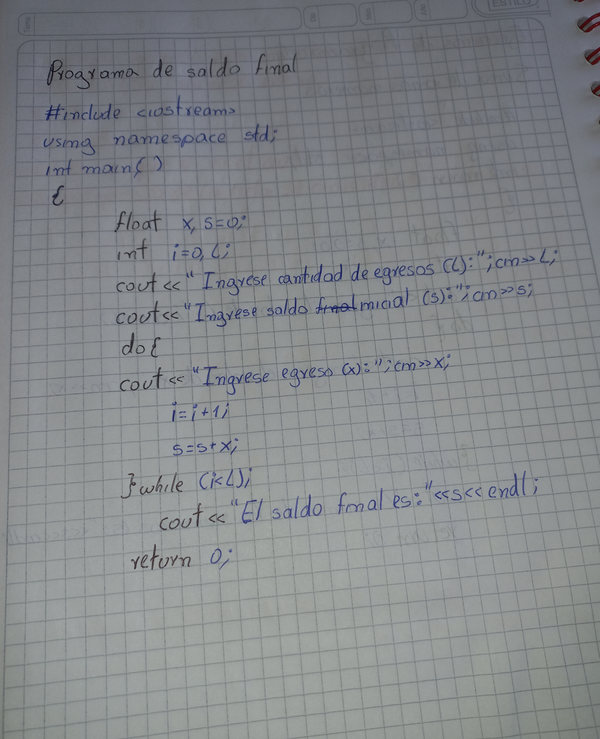 Programa de saldo final
#include <iostream>
using namespace std;
int main()
{
float x, s=0;
int i=0, L;
cout<<"Ingrese cantidad de egresos (L):";cin>>L;
cout<<"Ingrese saldo final inicial (s):";cin>>s;
do{
cout<<"Ingrese egreso (x):";cin>>x;
i=i+1;
s=s+x;
}while (i<L);
cout<<"El saldo final es:"<<s<<endl;
return 0;